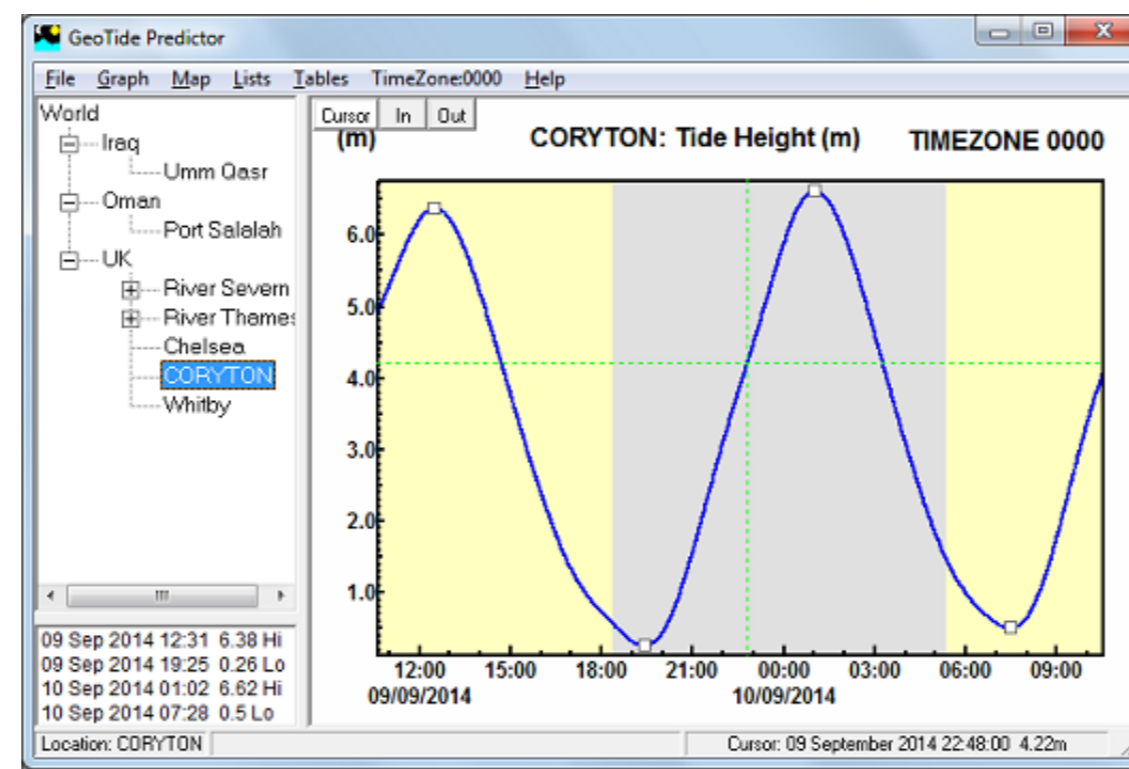 GeoTide Predictor
File Graph Map Lists Tables TimeZone:0000 Help
World
Iraq
Umm Qasr
Oman
Port Salalah
UK
River Severn
River Thames
Chelsea
CORYTON
Whitby
09 Sep 2014 12:31 6.38 Hi
09 Sep 2014 19:25 0.26 Lo
10 Sep 2014 01:02 6.62 Hi
10 Sep 2014 07:28 0.5 Lo
Cursor In Out
(m) CORYTON: Tide Height (m) TIMEZONE 0000
6.0
5.0
4.0
3.0
2.0
1.0
12:00 15:00 18:00 21:00 00:00 03:00 06:00 09:00
09/09/2014 10/09/2014
Location: CORYTON Cursor: 09 September 2014 22:48:00 4.22m